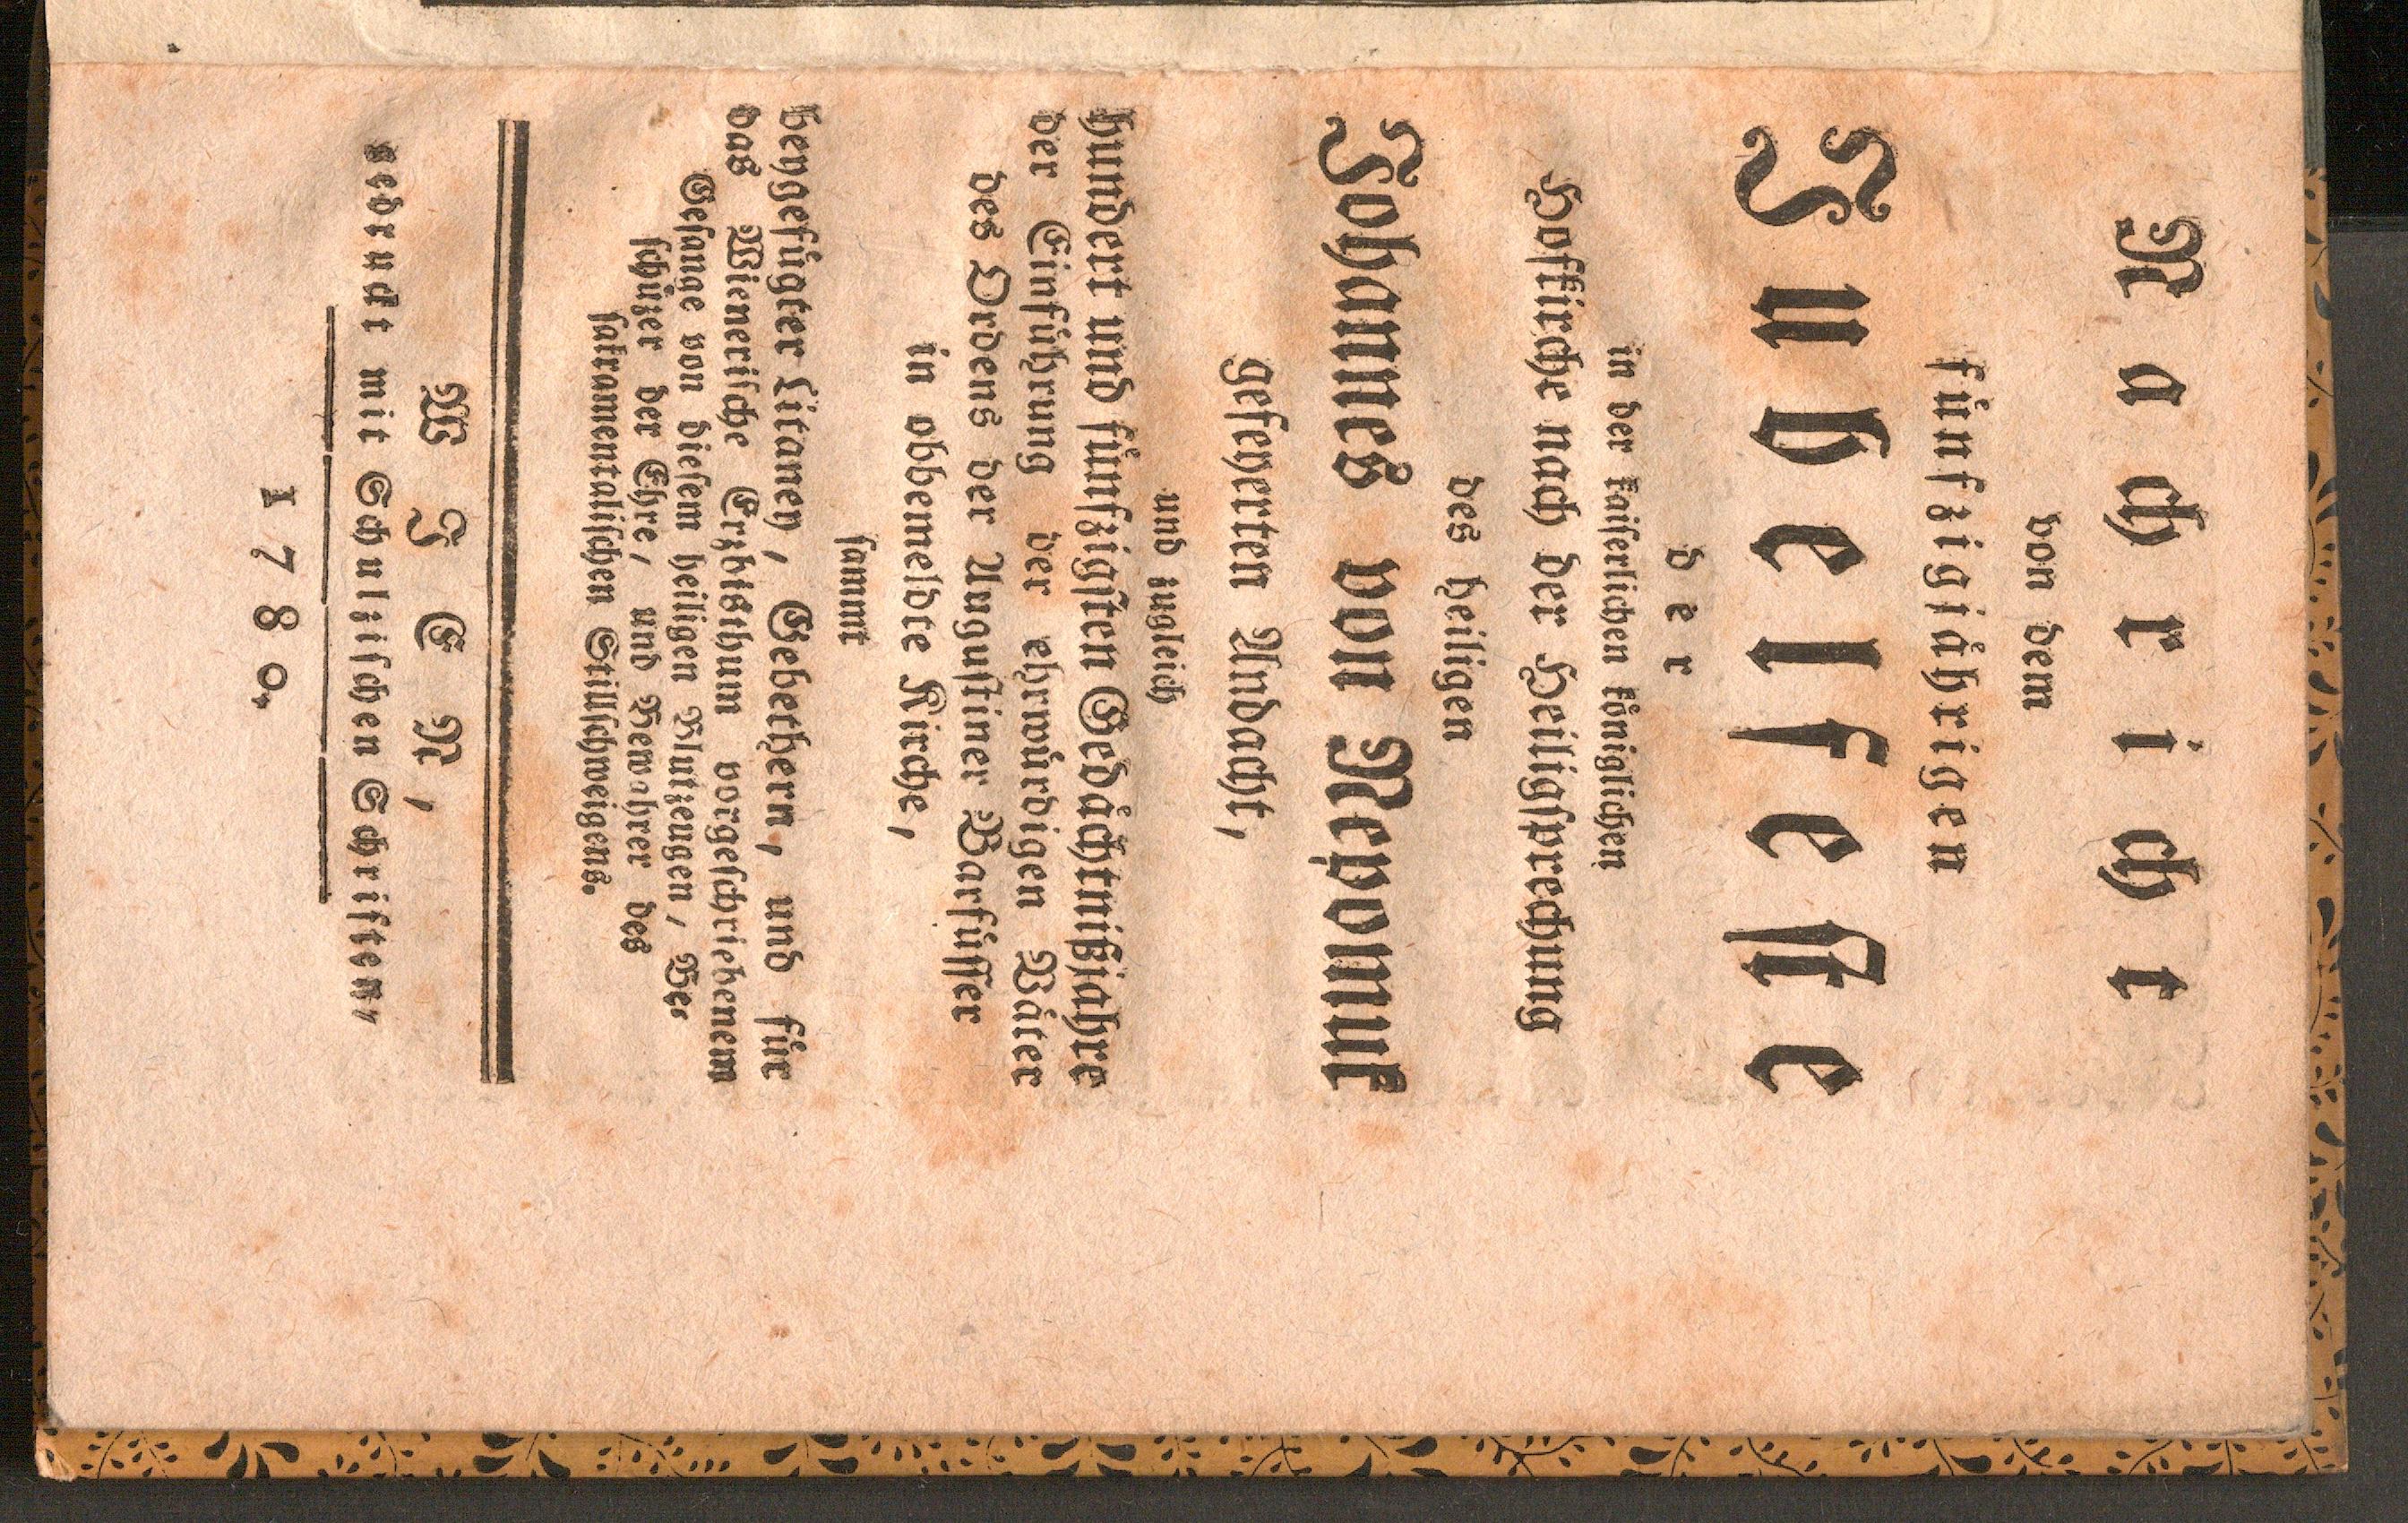 Nachricht
von dem
fünfzigjährigen
Jubelfeste
der
in der kaiserlichen königlichen
Hofkirche nach der Heiligsprechung
des heiligen
Johannes von Nepomuk
gefeyerten Andacht,
und zugleich
hundert und fünfzigsten Gedächtnißjahre
der Einführung der ehrwürdigen Väter
des Ordens der Augustiner Barfüsser
in obbemeldte Kirche,
sammt
beygefügter Litaney, Gebethern, und für
das Wienerische Erzbisthum vorgeschriebenem
Gesange von diesem heiligen Blutzeugen, Be-
schüzer der Ehre, und Bewahrer des
sakramentalischen Stillschweigens.
WIEN,
gedruckt mit Schulzischen Schriften,
1780.